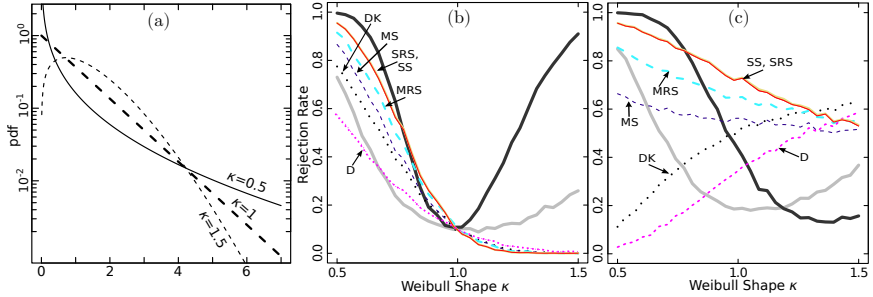 (a)
pdf
10^0
10^-1
10^-2
κ=0.5
κ=1
κ=1.5
0 2 4 6
(b)
Rejection Rate
1.0
0.8
0.6
0.4
0.2
0.0
DK
MS
SRS,
SS
MRS
D
0.5 1.0 1.5
Weibull Shape κ
(c)
1.0
0.8
0.6
0.4
0.2
0.0
SS, SRS
MRS
MS
DK
D
0.5 1.0 1.5
Weibull Shape κ